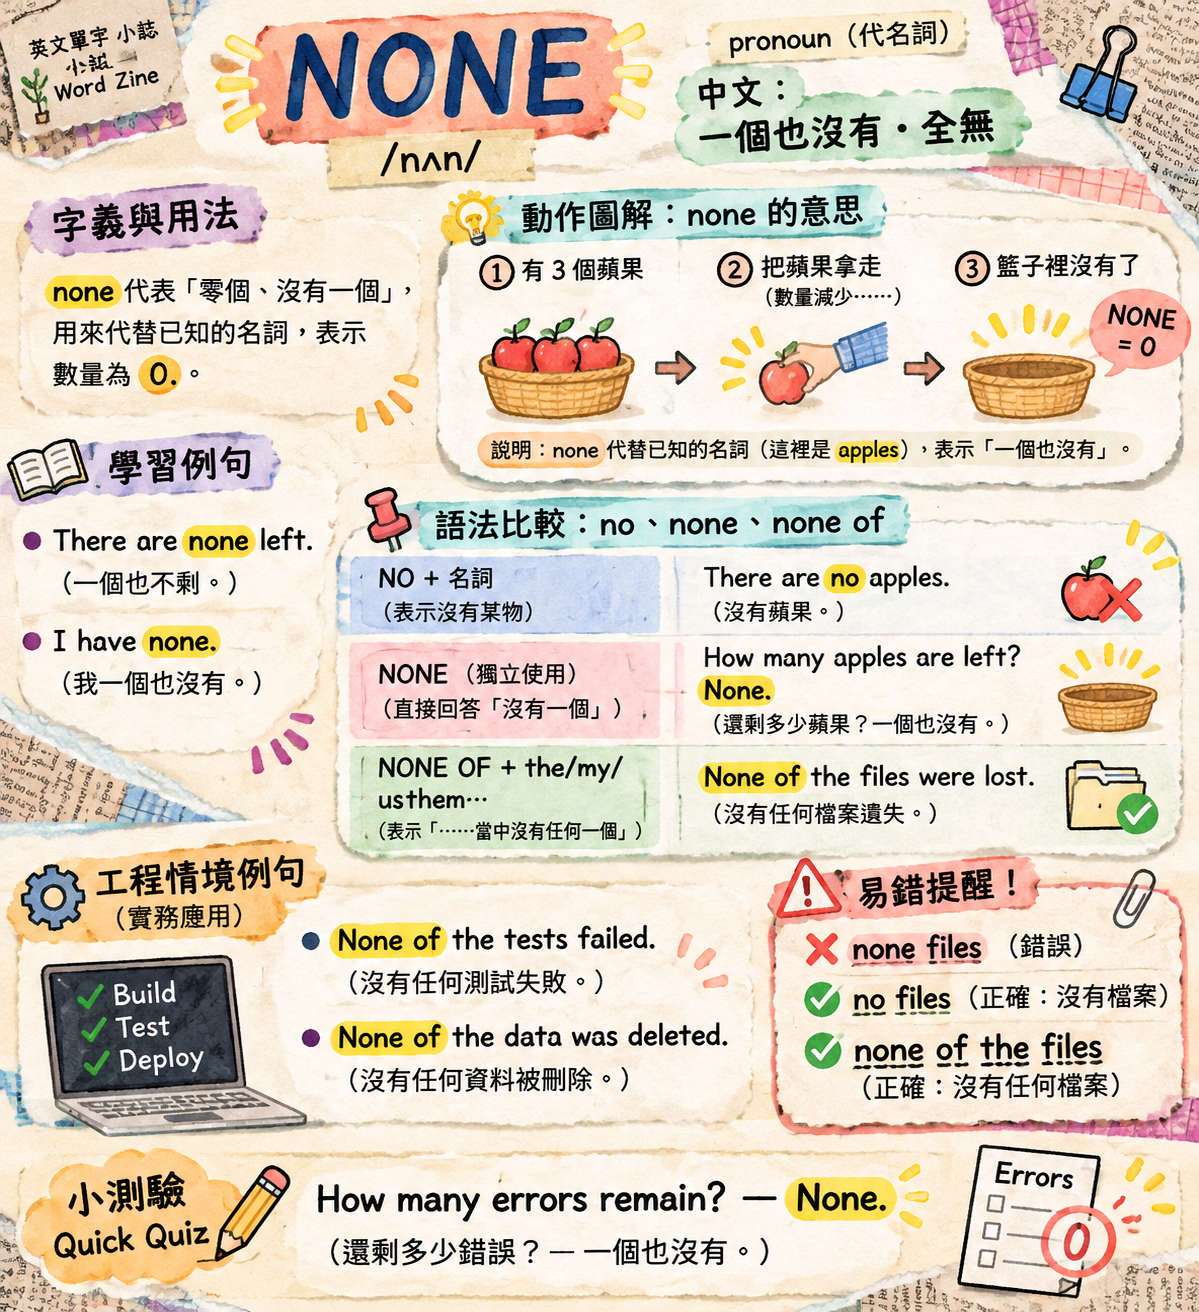 英文單字 小誌
小誌
Word Zine
NONE
/nʌn/
pronoun（代名詞）
中文：
一個也沒有・全無
字義與用法
none 代表「零個、沒有一個」，
用來代替已知的名詞，表示
數量為 0. 。
動作圖解：none 的意思
1 有 3 個蘋果
2 把蘋果拿走
（數量減少……）
3 籃子裡沒有了
NONE
= 0
說明：none 代替已知的名詞（這裡是 apples），表示「一個也沒有」。
學習例句
There are none left.
（一個也不剩。）
I have none.
（我一個也沒有。）
語法比較：no、none、none of
NO + 名詞
（表示沒有某物）
There are no apples.
（沒有蘋果。）
NONE（獨立使用）
（直接回答「沒有一個」）
How many apples are left?
None.
（還剩多少蘋果？一個也沒有。）
NONE OF + the/my/
usthem…
（表示「……當中沒有任何一個」）
None of the files were lost.
（沒有任何檔案遺失。）
工程情境例句
（實務應用）
Build
Test
Deploy
None of the tests failed.
（沒有任何測試失敗。）
None of the data was deleted.
（沒有任何資料被刪除。）
易錯提醒！
none files （錯誤）
no files（正確：沒有檔案）
none of the files
（正確：沒有任何檔案）
小測驗
Quick Quiz
How many errors remain? — None.
（還剩多少錯誤？— 一個也沒有。）
Errors
0